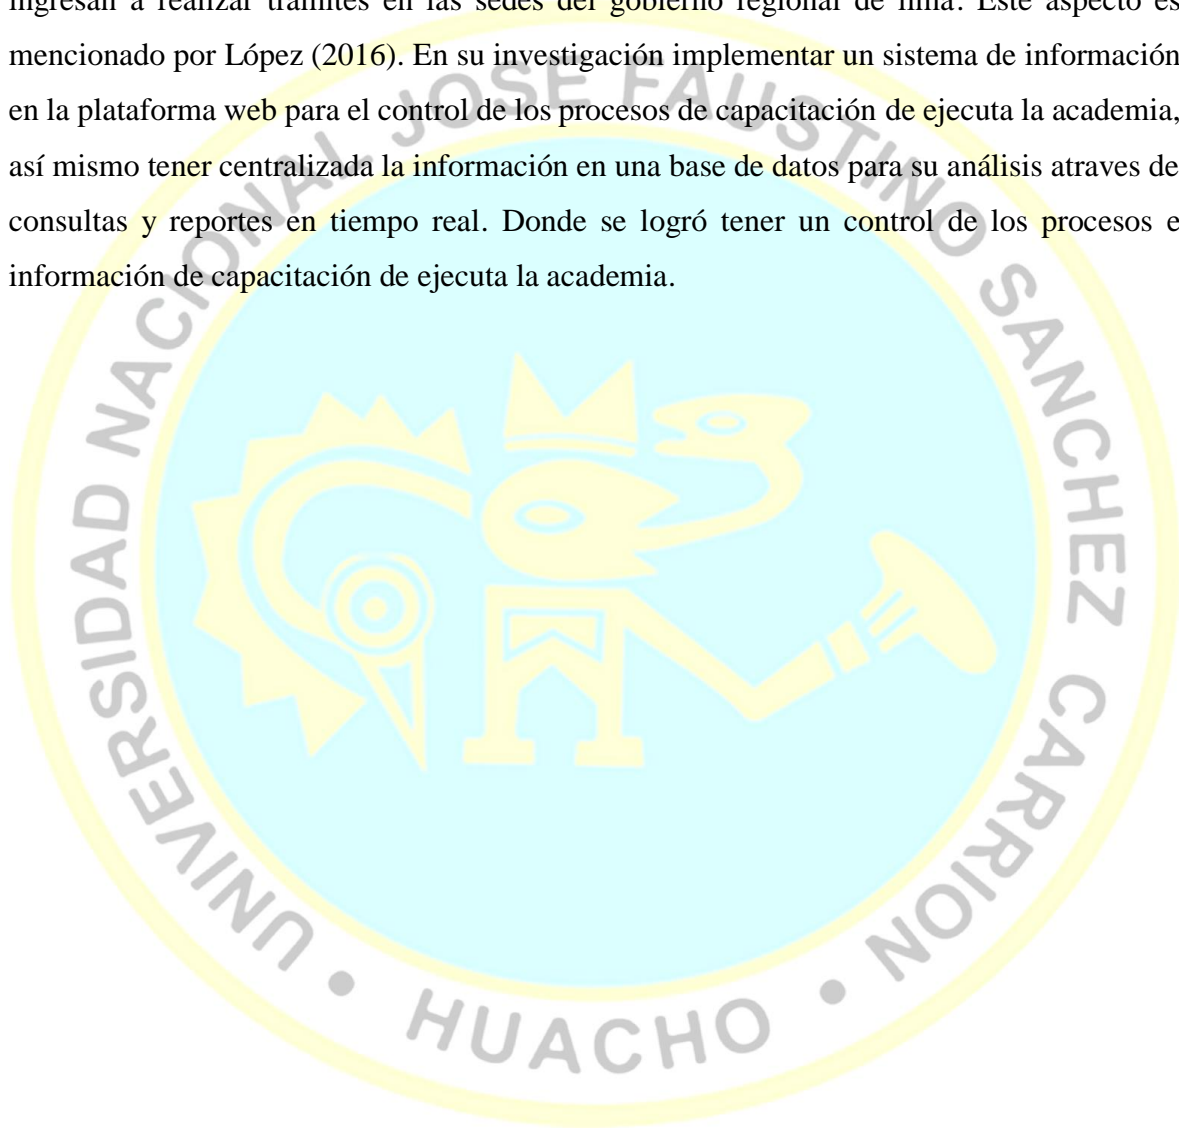 ingresan a realizar trámites en las sedes del gobierno regional de lima. Este aspecto es
mencionado por López (2016). En su investigación implementar un sistema de información
en la plataforma web para el control de los procesos de capacitación de ejecuta la academia,
así mismo tener centralizada la información en una base de datos para su análisis atraves de
consultas y reportes en tiempo real. Donde se logró tener un control de los procesos e
información de capacitación de ejecuta la academia.
UNIVERSIDAD NACIONAL JOSE FAUSTINO SANCHEZ CARRION
• HUACHO •